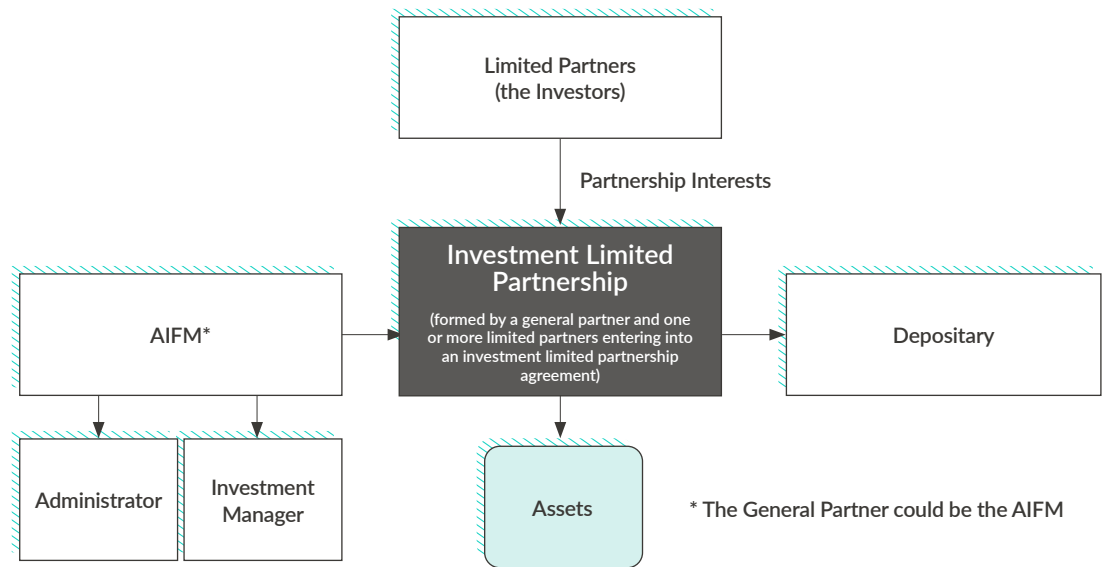 Limited Partners
(the Investors)
Partnership Interests
Investment Limited
Partnership
(formed by a general partner and one
or more limited partners entering into
an investment limited partnership
agreement)
AIFM*
Depositary
Administrator
Investment
Manager
Assets
* The General Partner could be the AIFM